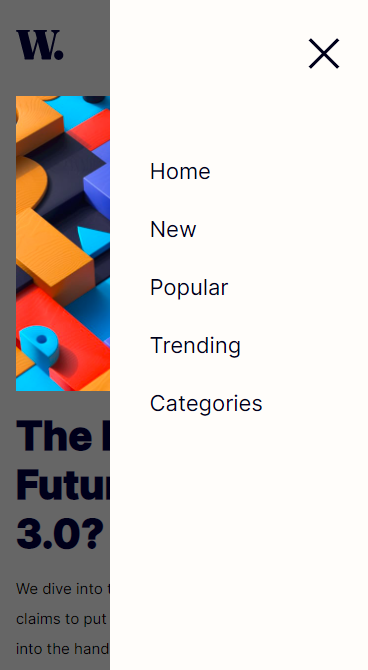 W.
Home
New
Popular
Trending
Categories
The
Futur
3.0?
We dive into
claims to put
into the hand